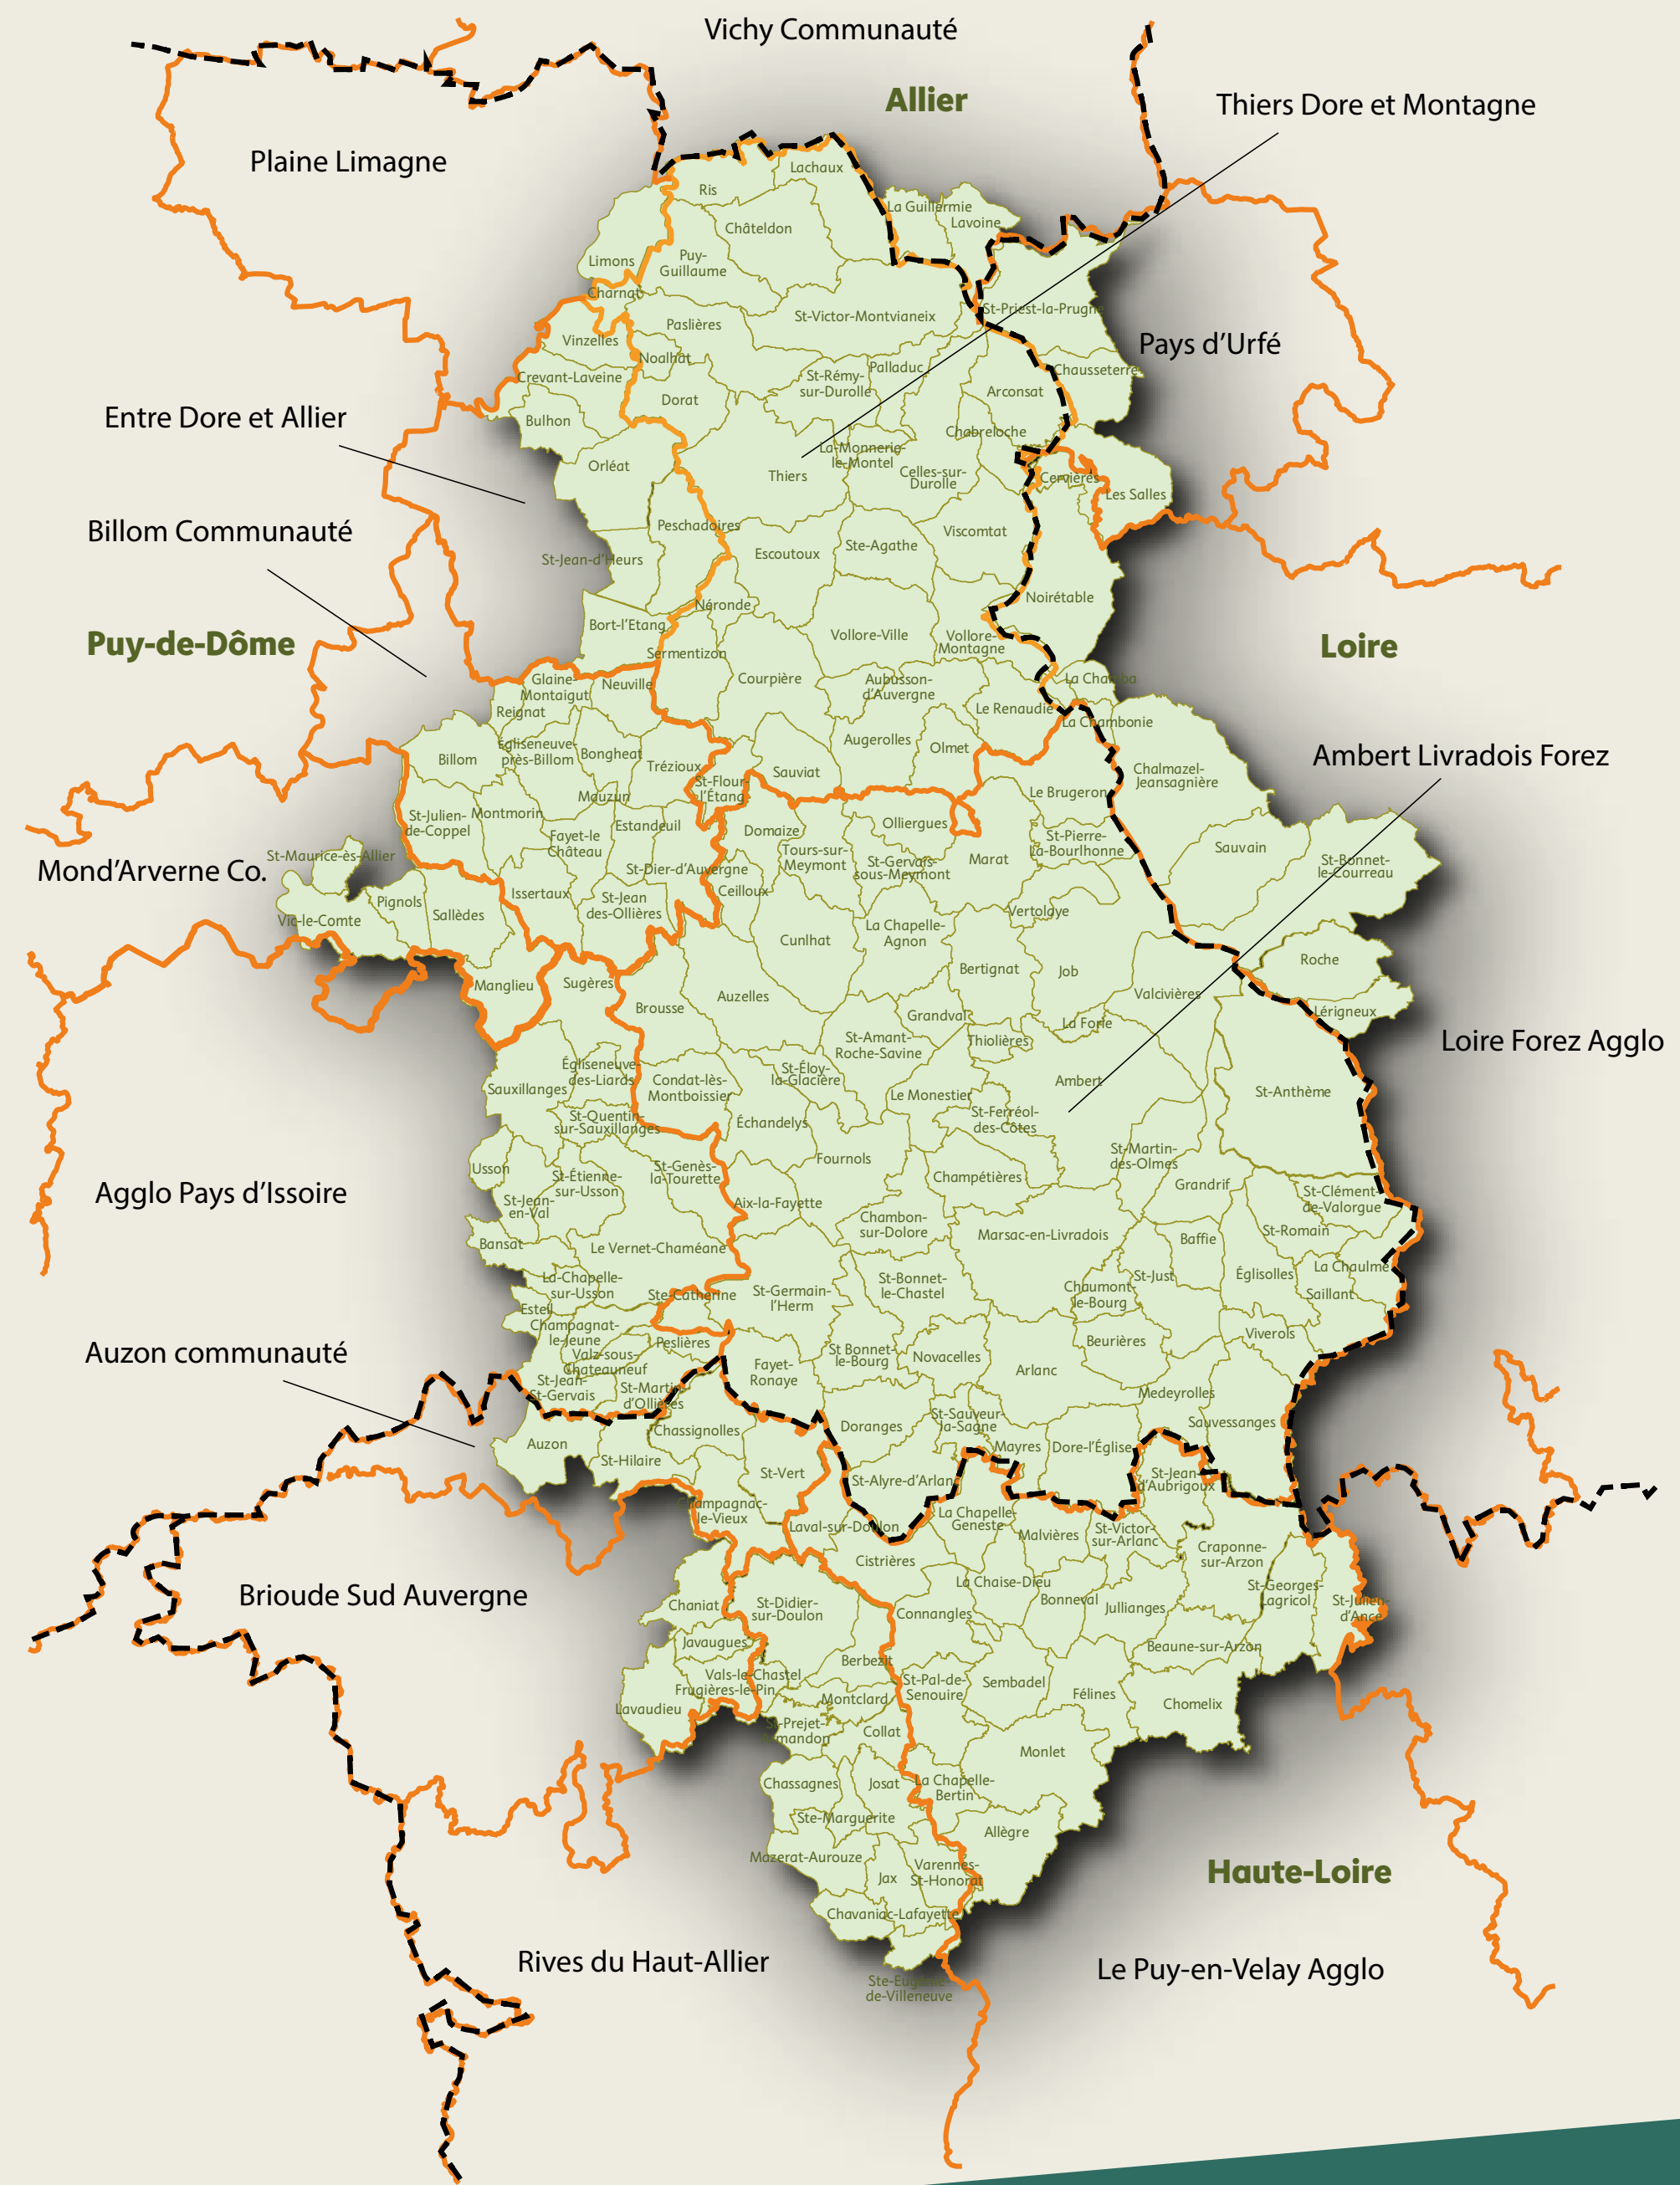 Vichy Communauté
Allier
Thiers Dore et Montagne
Plaine Limagne
Lachaux
Ris
La Guillermie
Lavoine
Châteldon
Limons
Puy-
Guillaume
Charnat
St-Priest-la-Prugne
St-Victor-Montvianeix
Paslières
Vinzelles
Pays d'Urfé
Noalhat
Palladuc
Chausseterre
Crevant-Laveine
St-Rémy-
sur-Durolle
Arconsat
Dorat
Entre Dore et Allier
Bulhon
Chabreloche
La-Monnerie-
le-Montel
Orléat
Thiers
Celles-sur-
Durolle
Cervières
Les Salles
Billom Communauté
Peschadoires
Viscomtat
Ste-Agathe
Escoutoux
St-Jean-d'Heurs
Noirétable
Néronde
Bort-l'Etang
Vollore-Ville
Vollore-
Montagne
Puy-de-Dôme
Loire
Sermentizon
Courpière
La Chamba
Glaine-
Montaigut
Neuville
Aubusson-
d'Auvergne
Reignat
Le Renaudie
La Chambonie
Augerolles
Olmet
Billom
Égliseneuve-
près-Billom
Bongheat
Trézioux
Sauviat
Ambert Livradois Forez
Chalmazel-
Jeansagnière
St-Flour-
l'Étang
Le Brugeron
Mauzun
St-Julien-
de-Coppel
Montmorin
Estandeuil
Domaize
Olliergues
Fayet-le
Château
St-Pierre-
La-Bourlhonne
Sauvain
Tours-sur-
Meymont
Marat
St-Maurice-ès-Allier
St-Gervais-
sous-Meymont
St-Bonnet-
le-Courreau
Mond'Arverne Co.
St-Dier-d'Auvergne
Ceilloux
Issertaux
Pignols
St-Jean
des-Ollières
Sallèdes
Vic-le-Comte
Vertolaye
La Chapelle-
Agnon
Cunlhat
Roche
Bertignat
Job
Manglieu
Sugères
Auzelles
Valcivières
Brousse
Lérigneux
Grandval
La Forie
Loire Forez Agglo
St-Amant-
Roche-Savine
Thiolières
Égliseneuve-
des-Liards
St-Éloy-
la-Glacière
Ambert
Sauxillanges
Condat-lès-
Montboissier
Le Monestier
St-Anthème
St-Quentin-
sur-Sauxillanges
Échandelys
St-Ferréol-
des-Côtes
Fournols
St-Martin-
des-Olmes
Usson
St-Genès-
la-Tourette
St-Étienne-
sur-Usson
Champétières
Grandrif
Agglo Pays d'Issoire
St-Jean-
en-Val
Aix-la-Fayette
St-Clément-
de-Valorgue
Chambon-
sur-Dolore
Marsac-en-Livradois
Baffie
St-Romain
Bansat
Le Vernet-Chaméane
La Chaulme
St-Just
Églisolles
La-Chapelle-
sur-Usson
Ste-Catherine
St-Germain-
l'Herm
St-Bonnet-
le-Chastel
Chaumont-
le-Bourg
Saillant
Esteil
Champagnat-
le-Jeune
Peslières
Beurières
Viverols
Auzon communauté
Valz-sous-
Chateauneuf
St Bonnet-
le-Bourg
Novacelles
Fayet-
Ronaye
Arlanc
St-Jean-
St-Gervais
St-Martin-
d'Ollières
Medeyrolles
Doranges
St-Sauveur-
la-Sagne
Sauvessanges
Chassignolles
Auzon
Mayres
Dore-l'Église
St-Hilaire
St-Vert
St-Alyre-d'Arlanc
St-Jean-
d'Aubrigoux
Champagnac-
le-Vieux
Laval-sur-Doulon
La Chapelle-
Geneste
Malvières
St-Victor-
sur-Arlanc
Cistrières
Craponne-
sur-Arzon
Brioude Sud Auvergne
La Chaise-Dieu
St-Georges-
Lagricol
Chaniat
St-Didier-
sur-Doulon
Bonneval
Jullianges
St-Julien-
d'Ance
Connangles
Javaugues
Beaune-sur-Arzon
Berbezit
Vals-le-Chastel
St-Pal-de-
Senouire
Sembadel
Frugières-le-Pin
Félines
Montclard
Chomelix
Lavaudieu
St-Prejet-
Armandon
Collat
Monlet
Chassagnes
Josat
La Chapelle-
Bertin
Ste-Marguerite
Allègre
Mazerat-Aurouze
Varennes-
St-Honorat
Haute-Loire
Jax
Chavaniac-Lafayette
Rives du Haut-Allier
Le Puy-en-Velay Agglo
Ste-Eugénie-
de-Villeneuve